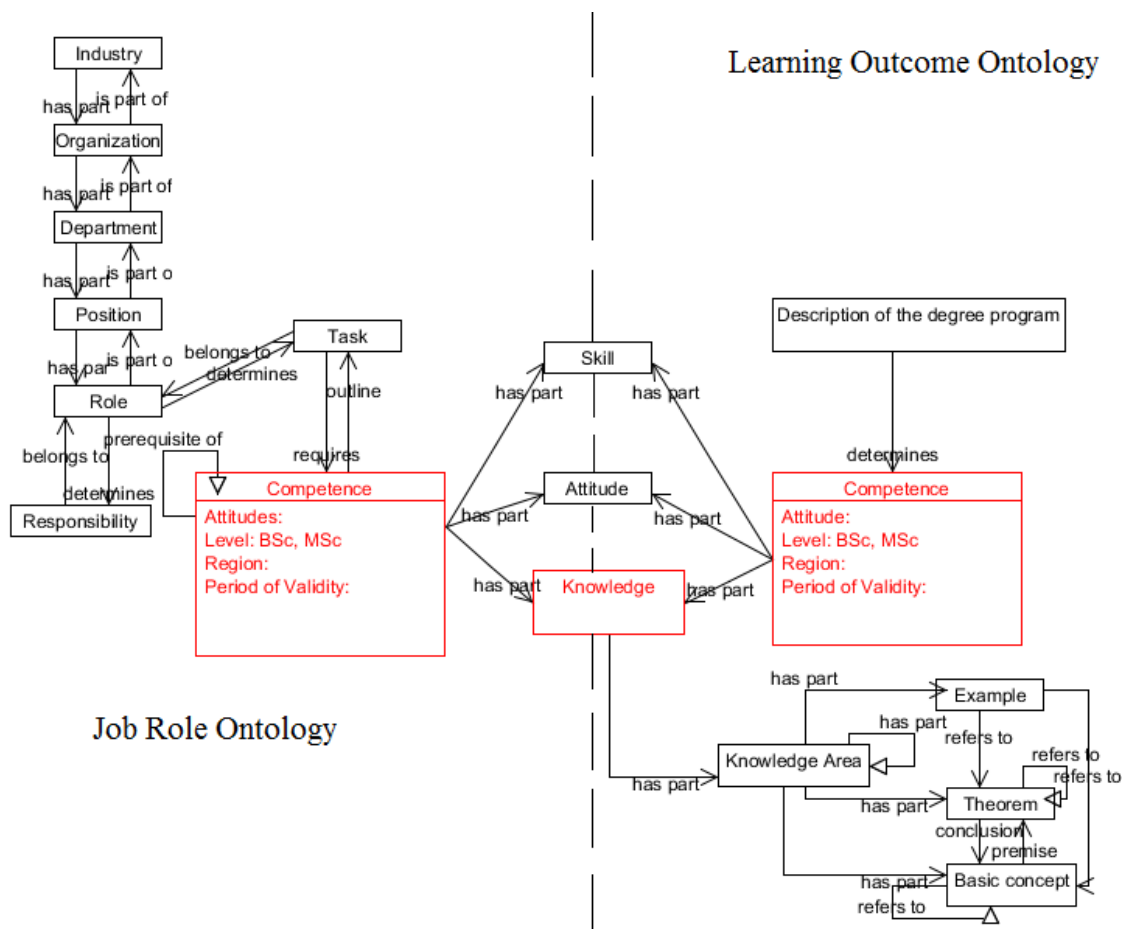 Industry
Learning Outcome Ontology
has part
is part of
Organization
has part
is part of
Department
has part
is part o
Position
Description of the degree program
Task
belongs to
has par
is part o
determines
Skill
has part
has part
Role
outline
prerequisite of
belongs to
requires
determines
Competence
Attitude
Competence
determines
Responsibility
Attitudes:
has part
has part
Attitude:
Level: BSc, MSc
Level: BSc, MSc
Region:
Region:
Period of Validity:
has part
Knowledge
has part
Period of Validity:
has part
Example
Job Role Ontology
has part
refers to
Knowledge Area
refers to
refers to
has part
has part
Theorem
conclusion
premise
has part
Basic concept
refers to